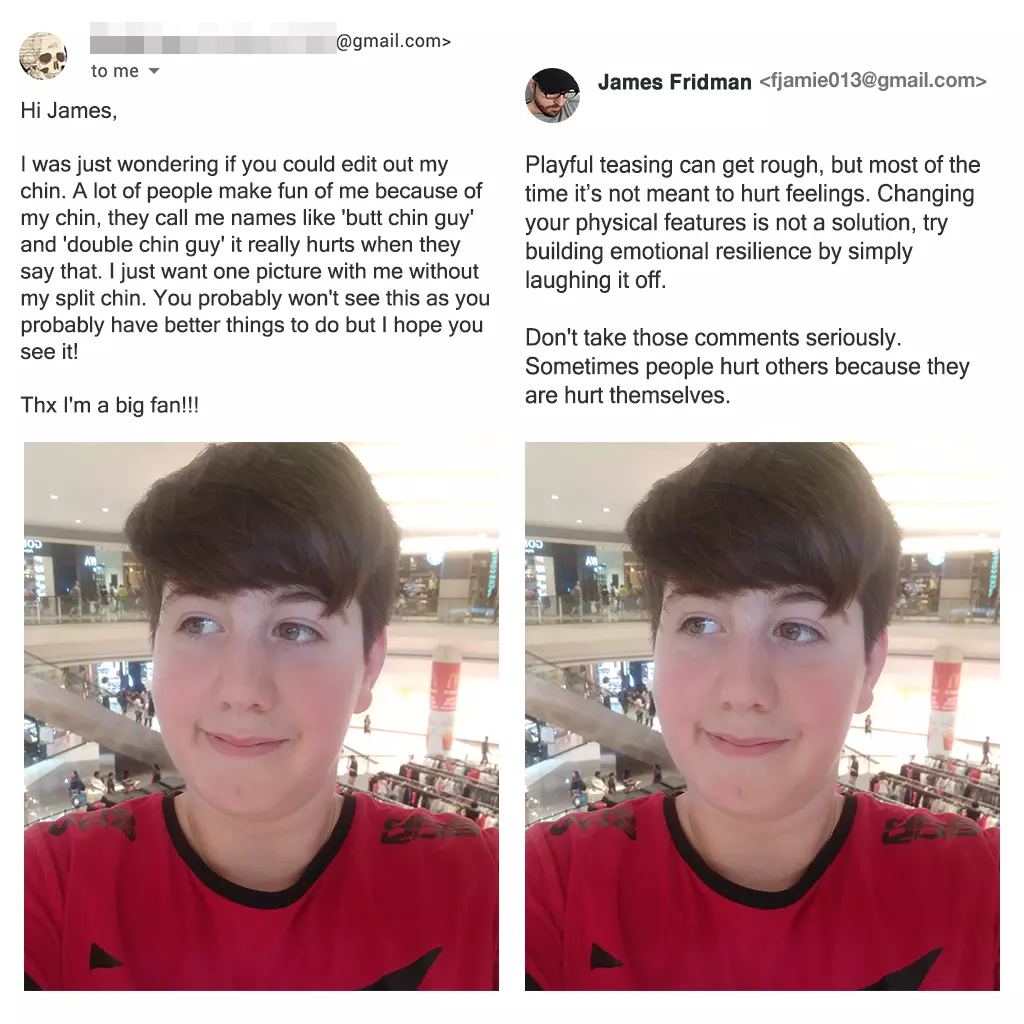 @gmail.com>
to me
Hi James,
I was just wondering if you could edit out my
chin. A lot of people make fun of me because of
my chin, they call me names like 'butt chin guy'
and 'double chin guy' it really hurts when they
say that. I just want one picture with me without
my split chin. You probably won't see this as you
probably have better things to do but I hope you
see it!
Thx I'm a big fan!!!
James Fridman <fjamie013@gmail.com>
Playful teasing can get rough, but most of the
time it’s not meant to hurt feelings. Changing
your physical features is not a solution, try
building emotional resilience by simply
laughing it off.
Don't take those comments seriously.
Sometimes people hurt others because they
are hurt themselves.